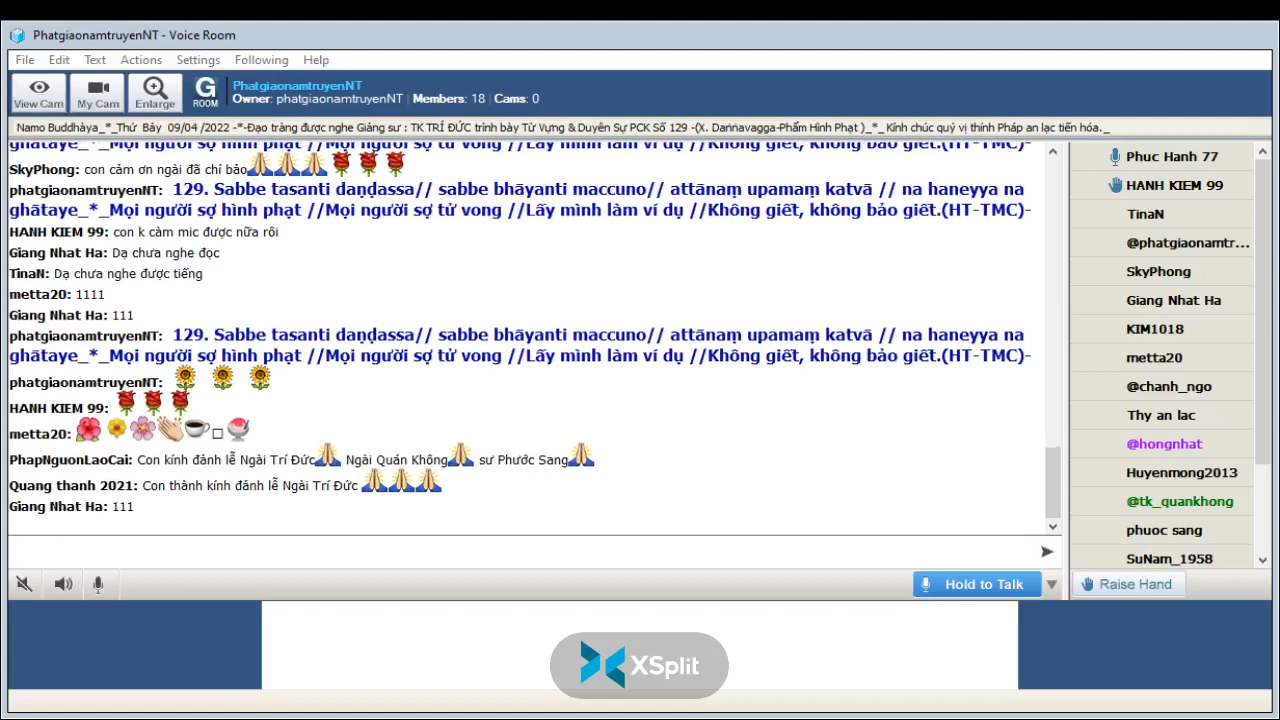 PhatgiaonamtruyenNT - Voice Room
File Edit Text Actions Settings Following Help
View Cam My Cam Enlarge G ROOM
PhatgiaonamtruyenNT
Owner: phatgiaonamtruyenNT | Members: 18 | Cams: 0
Namo Buddhàya_*_Thứ Bảy 09/04 /2022 -*-Đạo tràng được nghe Giảng sư : TK TRÍ ĐỨC trình bày Từ Vựng & Duyên Sự PCK Số 129 -(X. Daṇnavagga-Phẩm Hình Phạt )_*_ Kính chúc quý vị thính Pháp an lạc tiến hóa._
ghātaye_*_Mọi người sợ hình phạt //Mọi người sợ tử vong //Lấy mình làm ví dụ //Không giết, không bảo giết.(HT-TMC)-
SkyPhong: con cảm ơn ngài đã chỉ bảo
phatgiaonamtruyenNT: 129. Sabbe tasanti daṇḍassa// sabbe bhāyanti maccuno// attānaṃ upamaṃ katvā // na haneyya na
ghātaye_*_Mọi người sợ hình phạt //Mọi người sợ tử vong //Lấy mình làm ví dụ //Không giết, không bảo giết.(HT-TMC)-
HANH KIEM 99: con k cầm mic được nữa rồi
Giang Nhat Ha: Dạ chưa nghe đọc
TinaN: Dạ chưa nghe được tiếng
metta20: 1111
Giang Nhat Ha: 111
phatgiaonamtruyenNT: 129. Sabbe tasanti daṇḍassa// sabbe bhāyanti maccuno// attānaṃ upamaṃ katvā // na haneyya na
ghātaye_*_Mọi người sợ hình phạt //Mọi người sợ tử vong //Lấy mình làm ví dụ //Không giết, không bảo giết.(HT-TMC)-
phatgiaonamtruyenNT:
HANH KIEM 99:
metta20:
PhapNguonLaoCai: Con kính đảnh lễ Ngài Trí Đức Ngài Quán Không sư Phước Sang
Quang thanh 2021: Con thành kính đảnh lễ Ngài Trí Đức
Giang Nhat Ha: 111
Phuc Hanh 77
HANH KIEM 99
TinaN
@phatgiaonamtr...
SkyPhong
Giang Nhat Ha
KIM1018
metta20
@chanh_ngo
Thy an lac
@hongnhat
Huyenmong2013
@tk_quankhong
phuoc sang
SuNam_1958
Hold to Talk
Raise Hand
XSplit